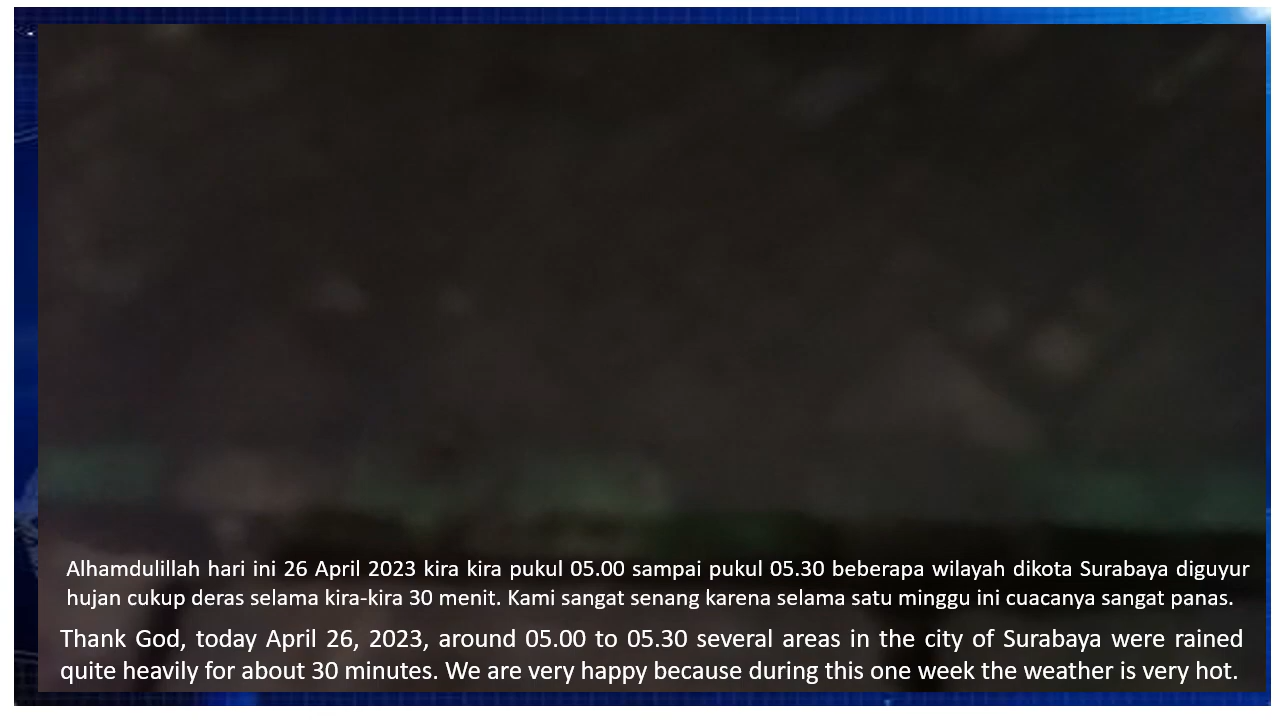 Alhamdulillah hari ini 26 April 2023 kira kira pukul 05.00 sampai pukul 05.30 beberapa wilayah dikota Surabaya diguyur
hujan cukup deras selama kira-kira 30 menit. Kami sangat senang karena selama satu minggu ini cuacanya sangat panas.
Thank God, today April 26, 2023, around 05.00 to 05.30 several areas in the city of Surabaya were rained
quite heavily for about 30 minutes. We are very happy because during this one week the weather is very hot.